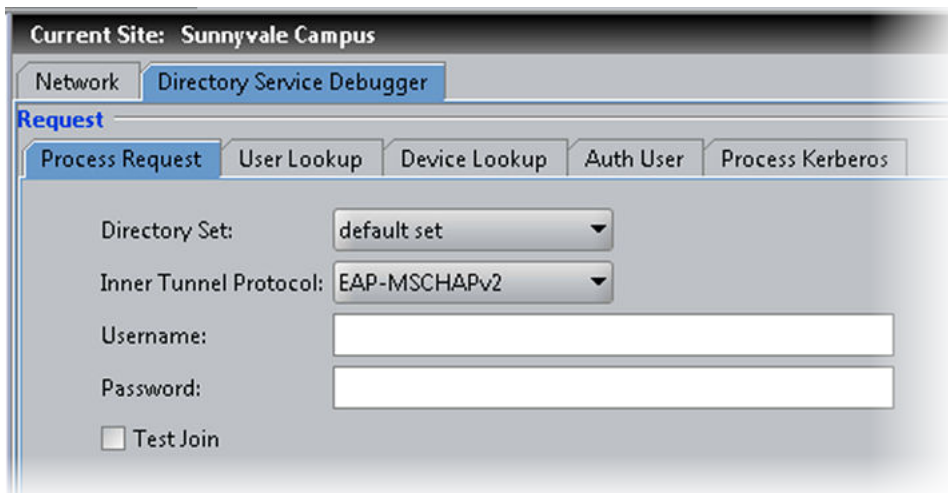 Current Site: Sunnyvale Campus
Network Directory Service Debugger
Request
Process Request User Lookup Device Lookup Auth User Process Kerberos
Directory Set: default set
Inner Tunnel Protocol: EAP-MSCHAPv2
Username:
Password:
Test Join